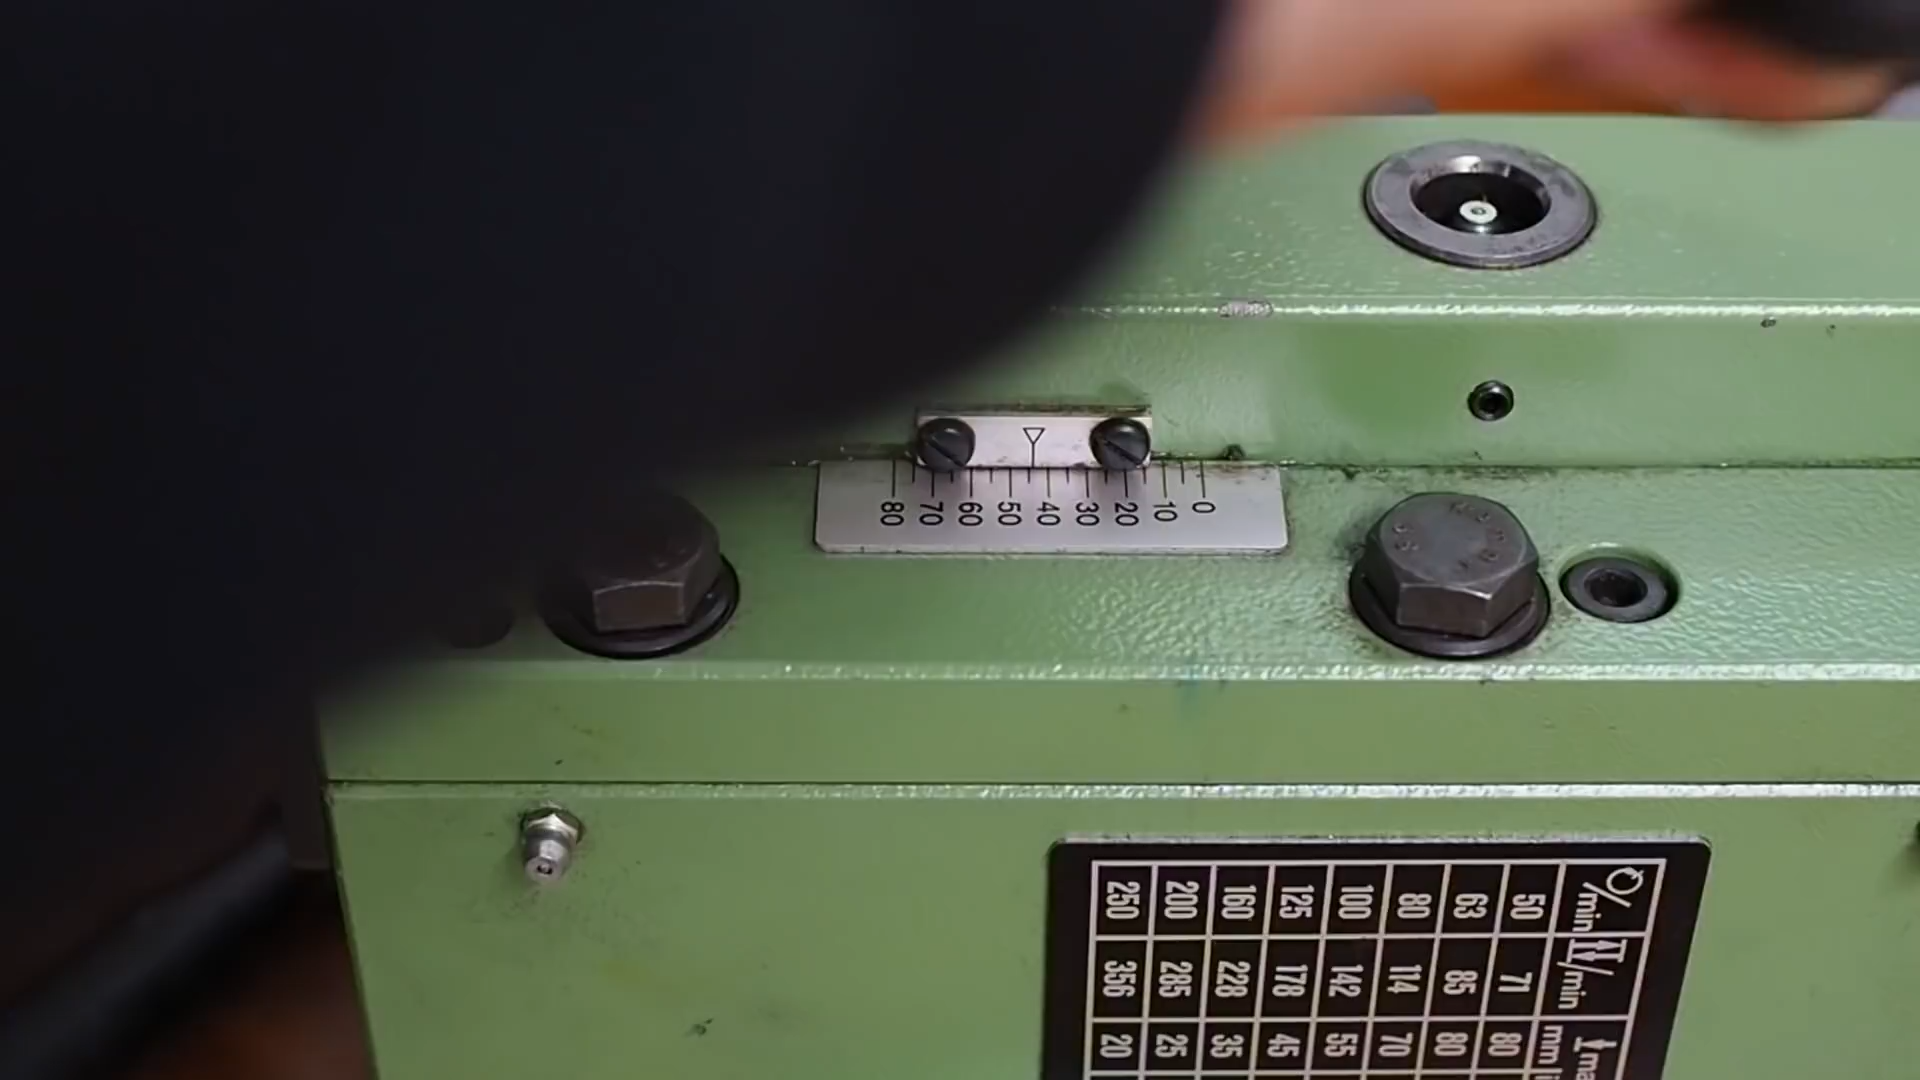 80 70 60 50 40 30 20 10 0
/min 50 63 80 100 125 160 200 250
/min 71 85 114 142 178 228 285 356
mm 80 80 70 55 45 35 25 20